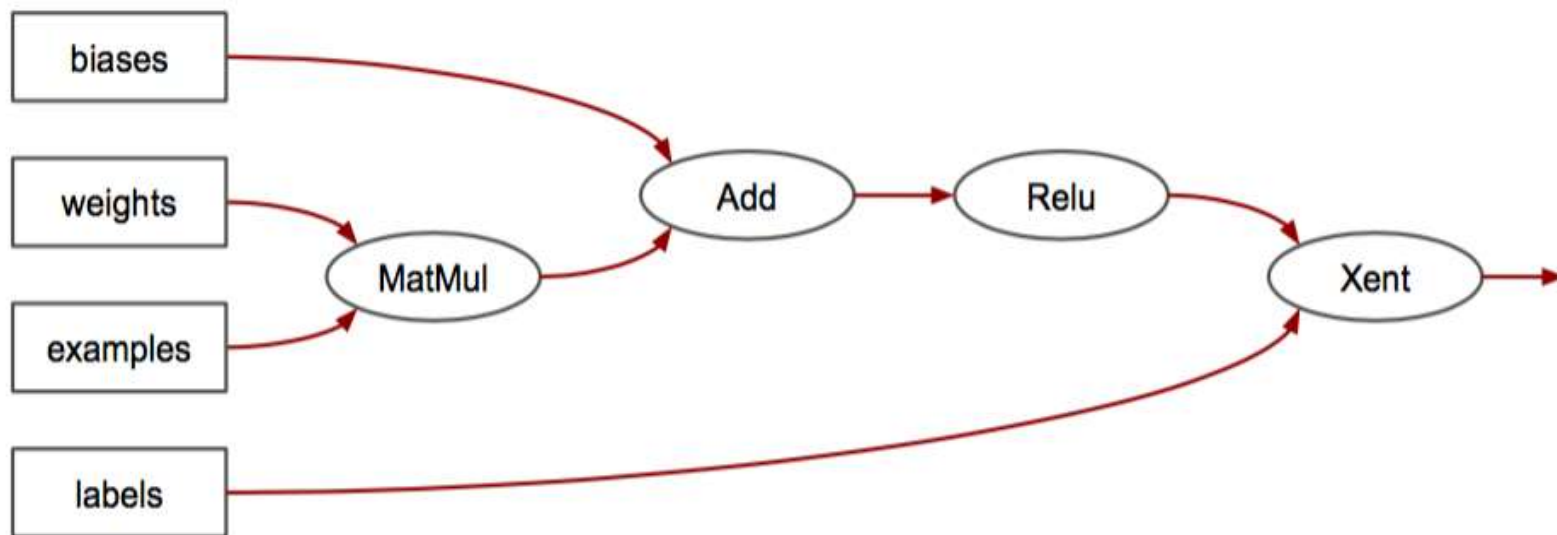 biases
weights
examples
labels
MatMul
Add
Relu
Xent